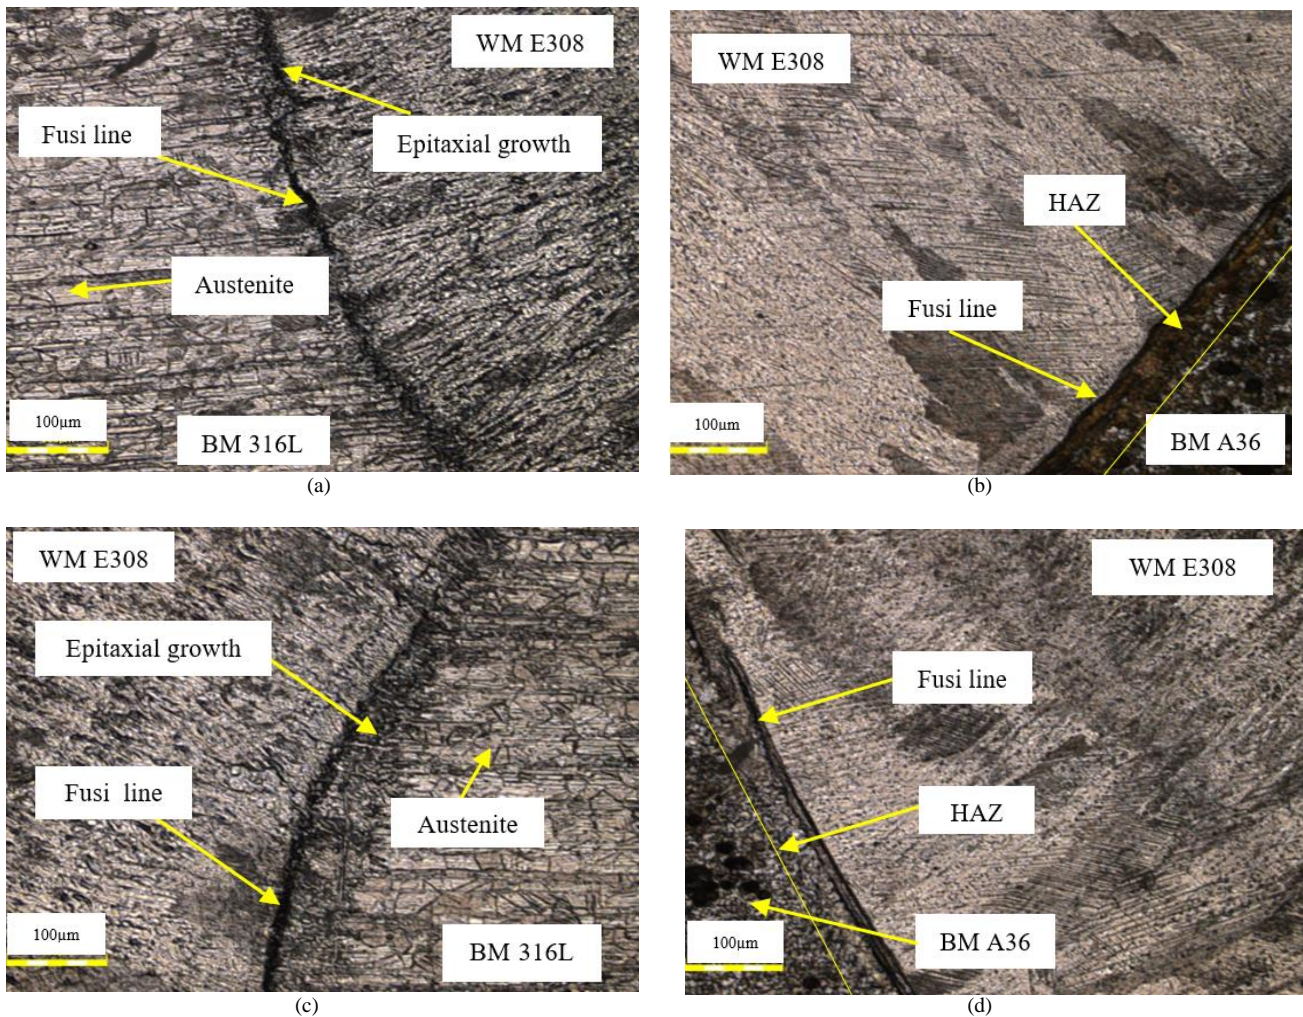 WM E308
Fusi line
Epitaxial growth
Austenite
100µm
BM 316L
(a)
WM E308
HAZ
Fusi line
100µm
BM A36
(b)
WM E308
Epitaxial growth
Fusi line
Austenite
100µm
BM 316L
(c)
WM E308
Fusi line
HAZ
BM A36
100µm
(d)